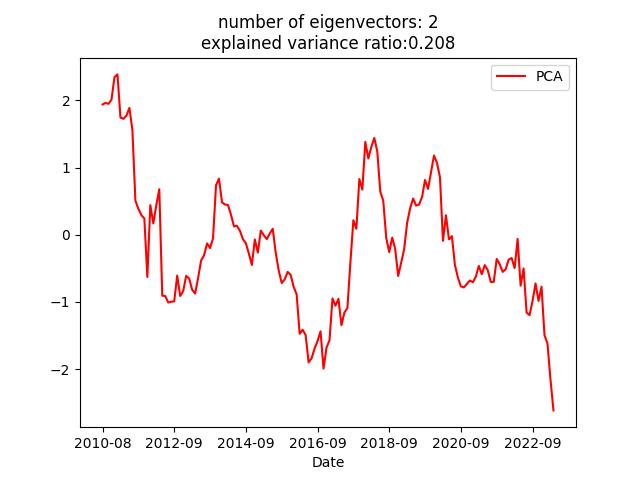 number of eigenvectors: 2
explained variance ratio:0.208
PCA
2
1
0
−1
−2
2010-08 2012-09 2014-09 2016-09 2018-09 2020-09 2022-09
Date